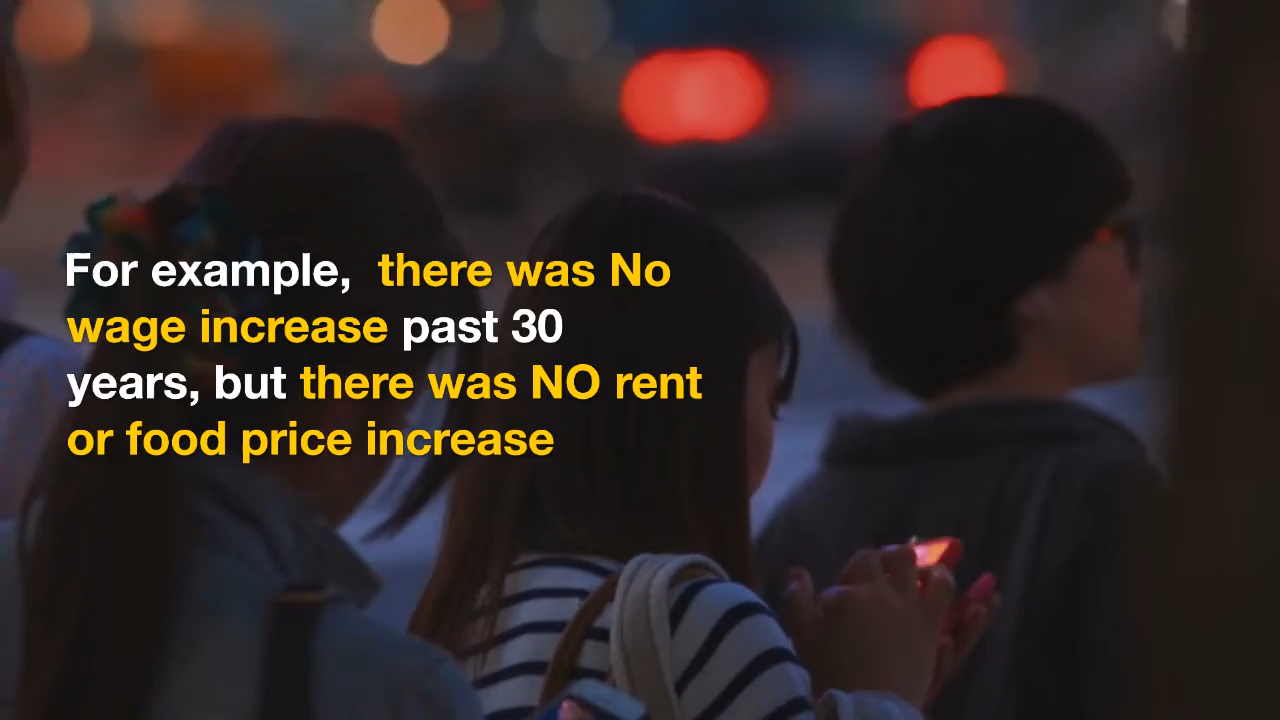 For example,  there was No
wage increase past 30
years, but there was NO rent
or food price increase